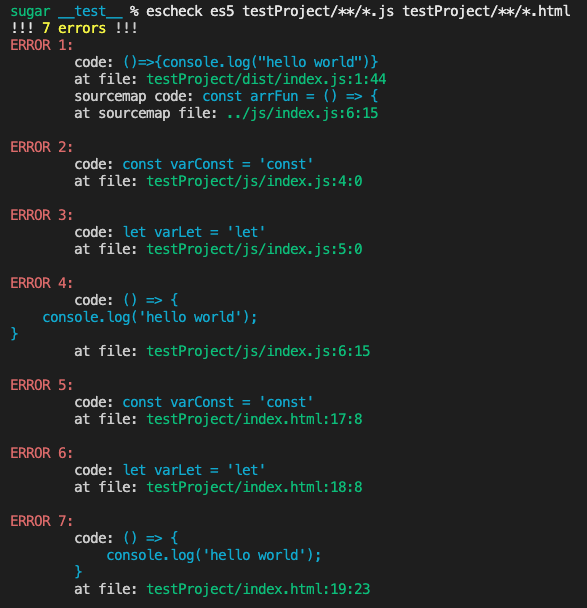 sugar __test__ % escheck es5 testProject/**/*.js testProject/**/*.html
!!! 7 errors !!!
ERROR 1:
        code: ()=>{console.log("hello world")}
        at file: testProject/dist/index.js:1:44
        sourcemap code: const arrFun = () => {
        at sourcemap file: ../js/index.js:6:15

ERROR 2:
        code: const varConst = 'const'
        at file: testProject/js/index.js:4:0

ERROR 3:
        code: let varLet = 'let'
        at file: testProject/js/index.js:5:0

ERROR 4:
        code: () => {
    console.log('hello world');
}
        at file: testProject/js/index.js:6:15

ERROR 5:
        code: const varConst = 'const'
        at file: testProject/index.html:17:8

ERROR 6:
        code: let varLet = 'let'
        at file: testProject/index.html:18:8

ERROR 7:
        code: () => {
            console.log('hello world');
        }
        at file: testProject/index.html:19:23